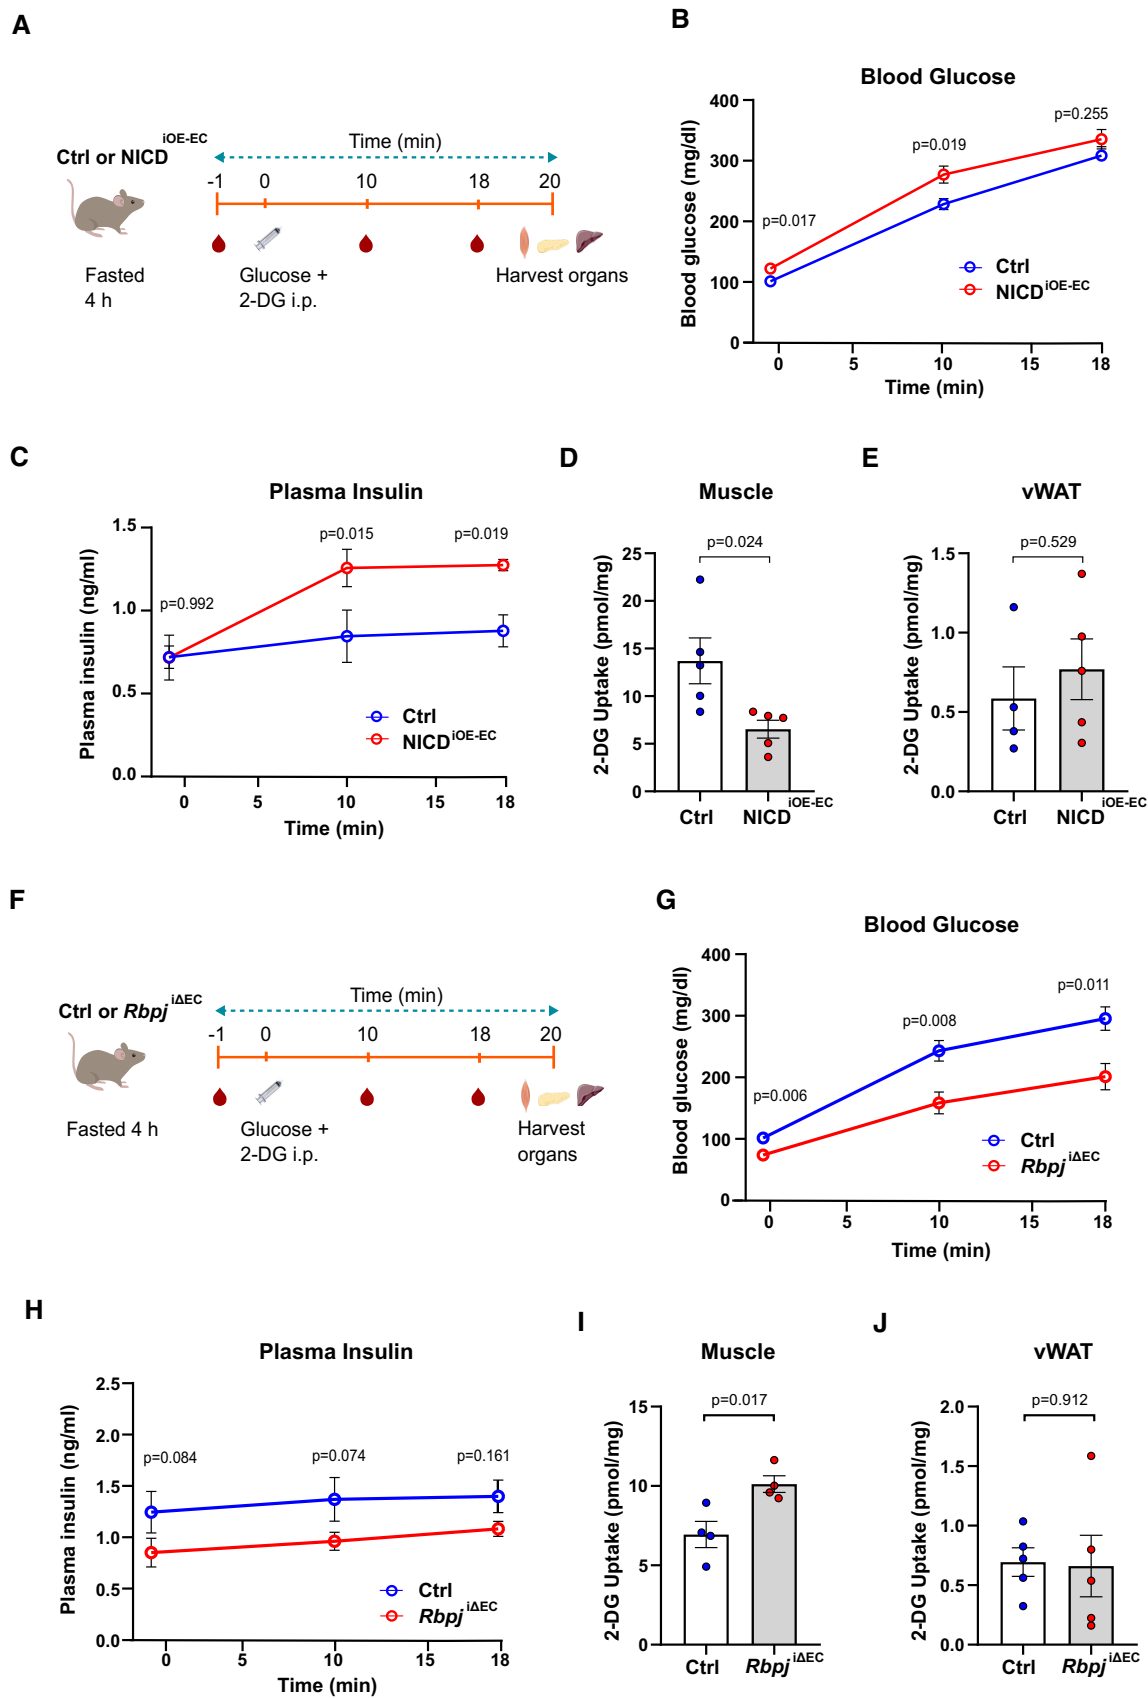 A
Ctrl or NICD iOE-EC
Time (min)
-1 0 10 18 20
Fasted
4 h
Glucose +
2-DG i.p.
Harvest organs
B
Blood Glucose
Blood glucose (mg/dl)
400
300
200
100
0
p=0.017
p=0.019
p=0.255
Ctrl
NICD iOE-EC
0 5 10 15 18
Time (min)
C
Plasma Insulin
Plasma insulin (ng/ml)
1.5
1.0
0.5
0.0
p=0.992
p=0.015
p=0.019
Ctrl
NICD iOE-EC
0 5 10 15 18
Time (min)
D
Muscle
2-DG Uptake (pmol/mg)
25
20
15
10
5
0
p=0.024
Ctrl NICD iOE-EC
E
vWAT
2-DG Uptake (pmol/mg)
1.5
1.0
0.5
0.0
p=0.529
Ctrl NICD iOE-EC
F
Ctrl or Rbpj iΔEC
Time (min)
-1 0 10 18 20
Fasted 4 h
Glucose +
2-DG i.p.
Harvest
organs
G
Blood Glucose
Blood glucose (mg/dl)
400
300
200
100
0
p=0.006
p=0.008
p=0.011
Ctrl
Rbpj iΔEC
0 5 10 15 18
Time (min)
H
Plasma Insulin
Plasma insulin (ng/ml)
2.5
2.0
1.5
1.0
0.5
0.0
p=0.084
p=0.074
p=0.161
Ctrl
Rbpj iΔEC
0 5 10 15 18
Time (min)
I
Muscle
2-DG Uptake (pmol/mg)
15
10
5
0
p=0.017
Ctrl Rbpj iΔEC
J
vWAT
2-DG Uptake (pmol/mg)
2.0
1.5
1.0
0.5
0.0
p=0.912
Ctrl Rbpj iΔEC